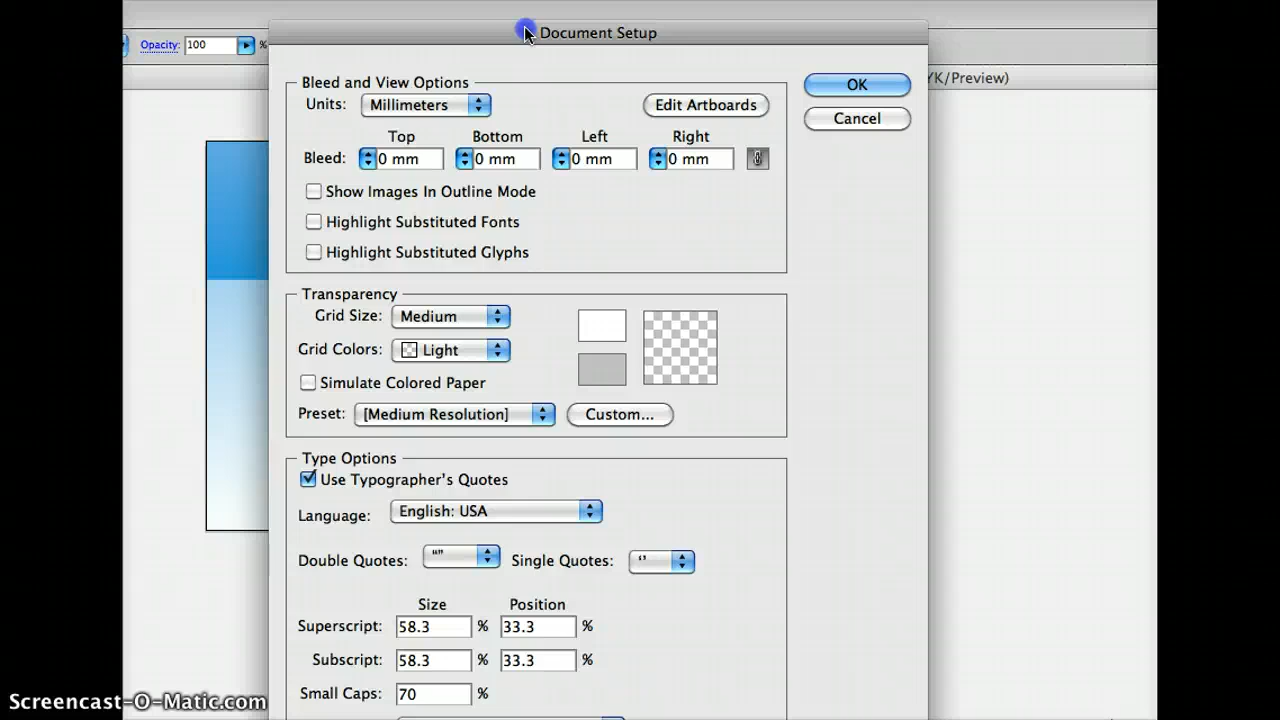 Document Setup
Opacity: 100 %
YK/Preview)
Bleed and View Options
Units: Millimeters
Edit Artboards
OK
Cancel
Top Bottom Left Right
Bleed: 0 mm 0 mm 0 mm 0 mm
Show Images In Outline Mode
Highlight Substituted Fonts
Highlight Substituted Glyphs
Transparency
Grid Size: Medium
Grid Colors: Light
Simulate Colored Paper
Preset: [Medium Resolution] Custom...
Type Options
Use Typographer's Quotes
Language: English: USA
Double Quotes: “” Single Quotes: ‘’
Size Position
Superscript: 58.3 % 33.3 %
Subscript: 58.3 % 33.3 %
Small Caps: 70 %
Screencast-O-Matic.com